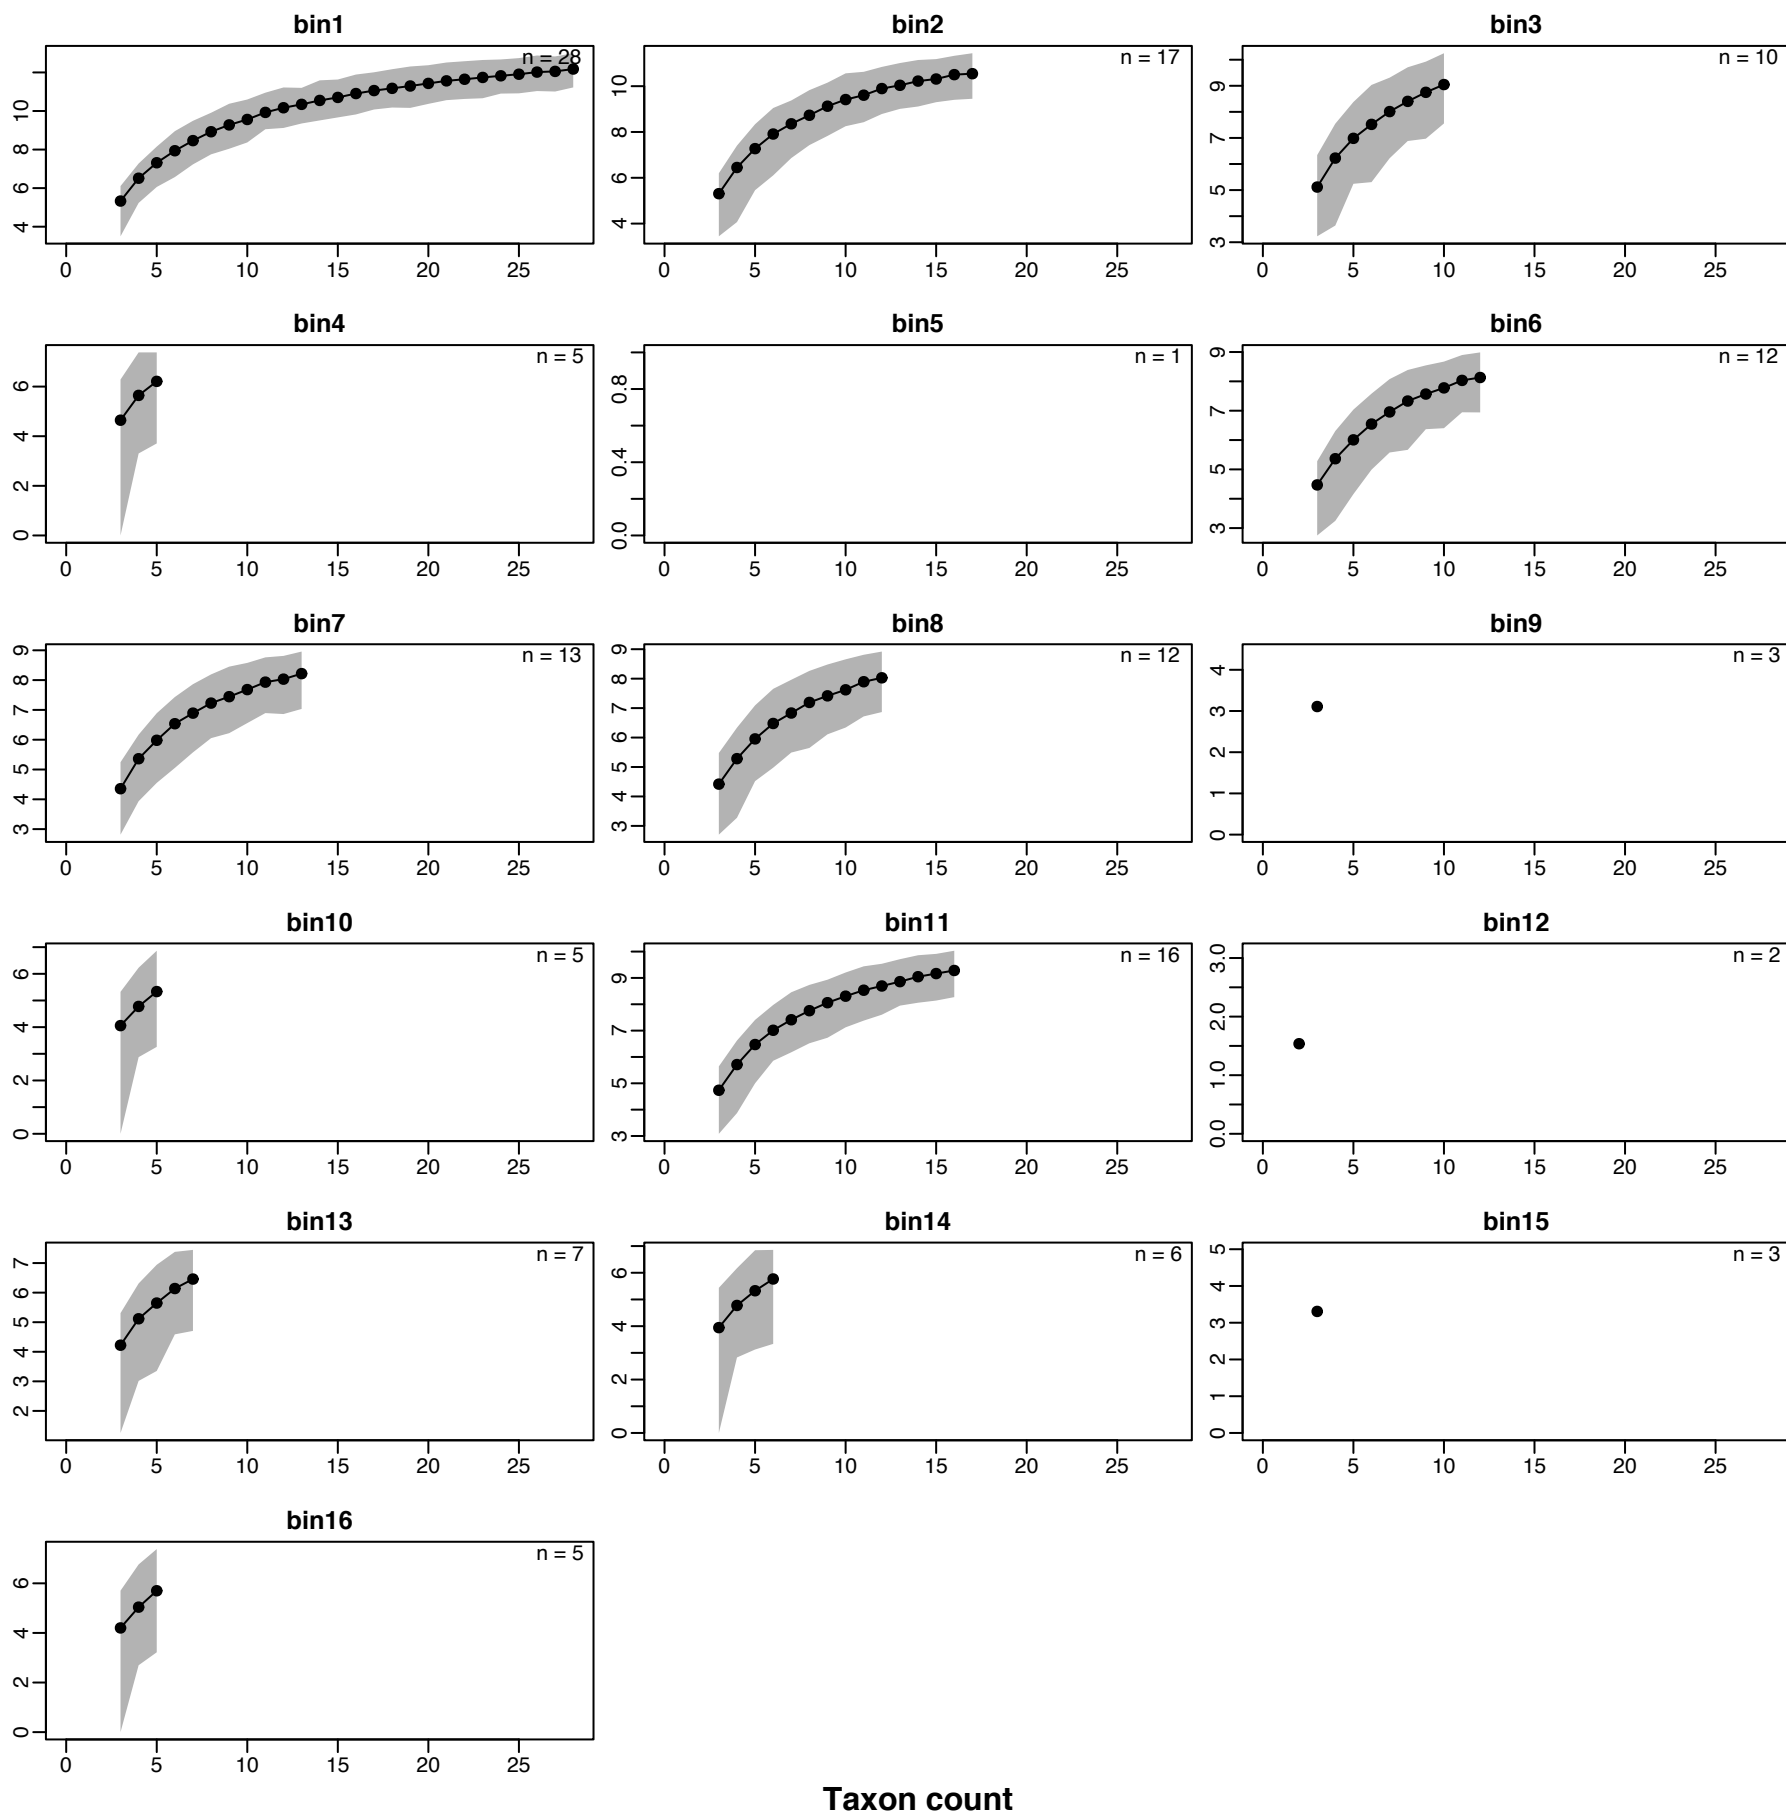 bin1 bin2 bin3
n = 28 n = 17 n = 10
4 6 8 10
4 6 8 10
3 5 7 9
0 5 10 15 20 25 0 5 10 15 20 25 0 5 10 15 20 25
bin4 bin5 bin6
n = 5 n = 1 n = 12
0 2 4 6
0.0 0.4 0.8
3 5 7 9
0 5 10 15 20 25 0 5 10 15 20 25 0 5 10 15 20 25
bin7 bin8 bin9
n = 13 n = 12 n = 3
3 4 5 6 7 8 9
3 4 5 6 7 8 9
0 1 2 3 4
0 5 10 15 20 25 0 5 10 15 20 25 0 5 10 15 20 25
bin10 bin11 bin12
n = 5 n = 16 n = 2
0 2 4 6
3 5 7 9
0.0 1.0 2.0 3.0
0 5 10 15 20 25 0 5 10 15 20 25 0 5 10 15 20 25
bin13 bin14 bin15
n = 7 n = 6 n = 3
2 3 4 5 6 7
0 2 4 6
0 1 2 3 4 5
0 5 10 15 20 25 0 5 10 15 20 25 0 5 10 15 20 25
bin16
n = 5
0 2 4 6
0 5 10 15 20 25
Taxon count